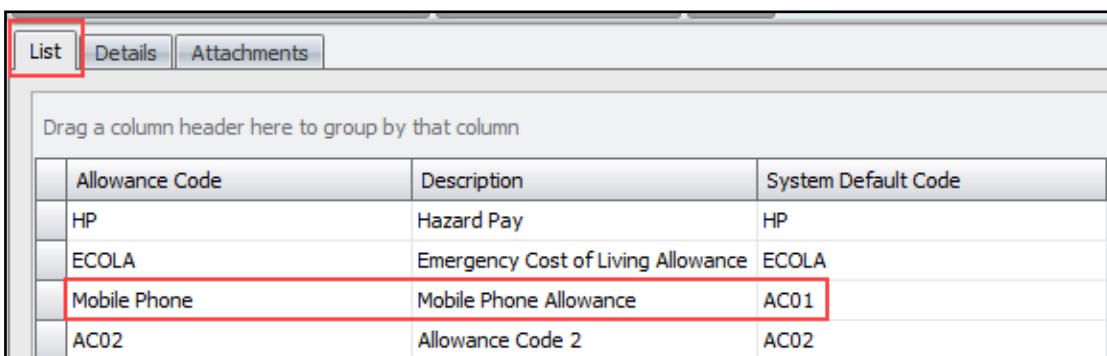 List Details Attachments
Drag a column header here to group by that column
Allowance Code Description System Default Code
HP Hazard Pay HP
ECOLA Emergency Cost of Living Allowance ECOLA
Mobile Phone Mobile Phone Allowance AC01
AC02 Allowance Code 2 AC02